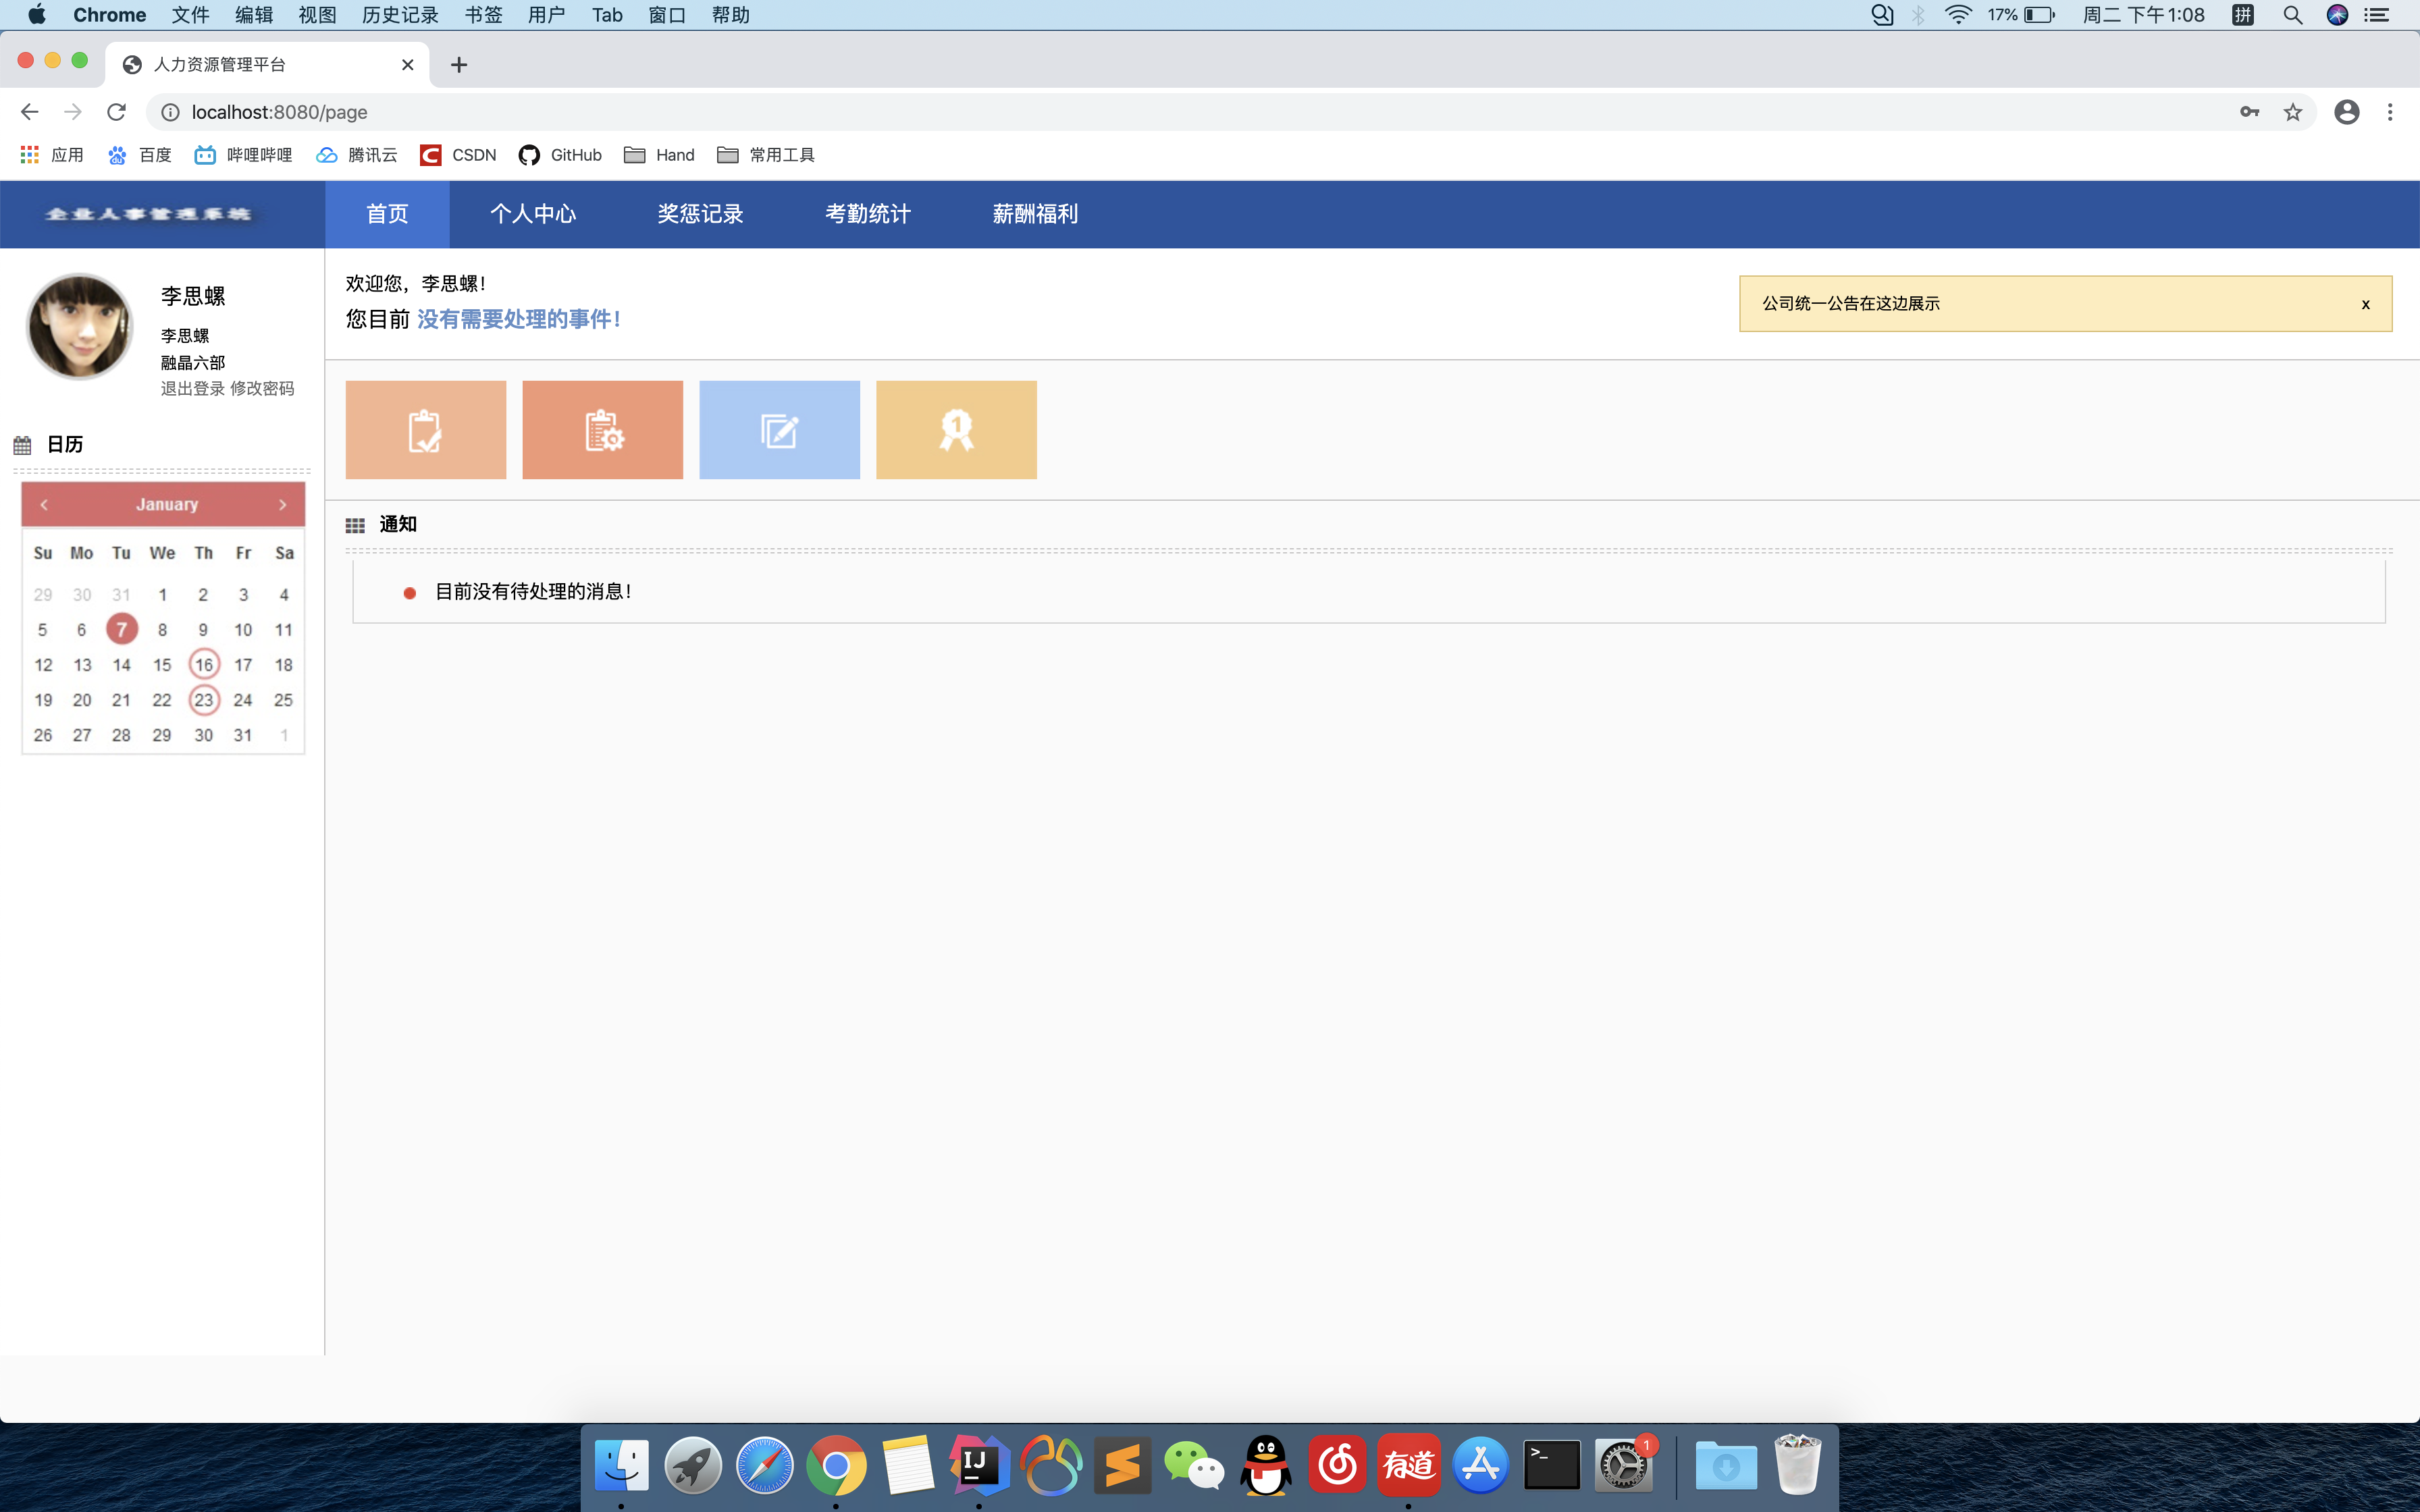 Chrome 文件 编辑 视图 历史记录 书签 用户 Tab 窗口 帮助 17% 周二 下午1:08 拼
人力资源管理平台
localhost:8080/page
应用 百度 哔哩哔哩 腾讯云 CSDN GitHub Hand 常用工具
企业人事管理系统 首页 个人中心 奖惩记录 考勤统计 薪酬福利
李思螺
李思螺
融晶六部
退出登录 修改密码
日历
January
Su Mo Tu We Th Fr Sa
29 30 31 1 2 3 4
5 6 7 8 9 10 11
12 13 14 15 16 17 18
19 20 21 22 23 24 25
26 27 28 29 30 31 1
欢迎您，李思螺！
您目前 没有需要处理的事件！
公司统一公告在这边展示 x
1
通知
目前没有待处理的消息！
IJ
有道
>_
1